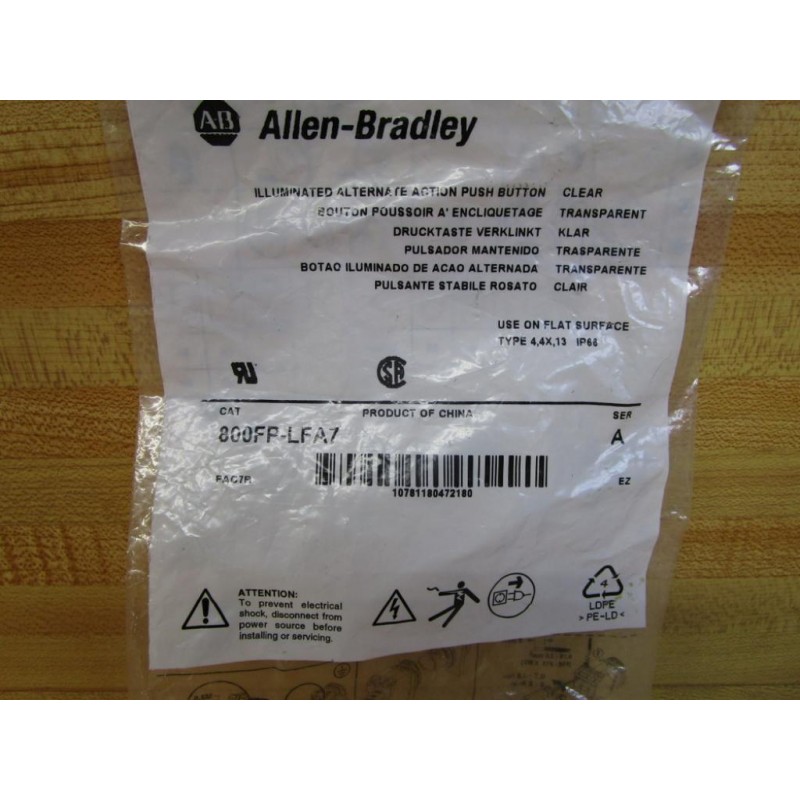 AB Allen-Bradley
ILLUMINATED ALTERNATE ACTION PUSH BUTTON CLEAR
BOUTON POUSSOIR A' ENCLIQUETAGE TRANSPARENT
DRUCKTASTE VERKLINKT KLAR
PULSADOR MANTENIDO TRASPARENTE
BOTAO ILUMINADO DE ACAO ALTERNADA TRANSPARENTE
PULSANTE STABILE ROSATO CLAIR
USE ON FLAT SURFACE
TYPE 4,4X,13 IP66
CAT PRODUCT OF CHINA SER
800FP-LFA7 A
FAC7R EZ
10781180472180
ATTENTION:
To prevent electrical
shock, disconnect from
power source before
installing or servicing.
4
LDPE
>PE-LD<